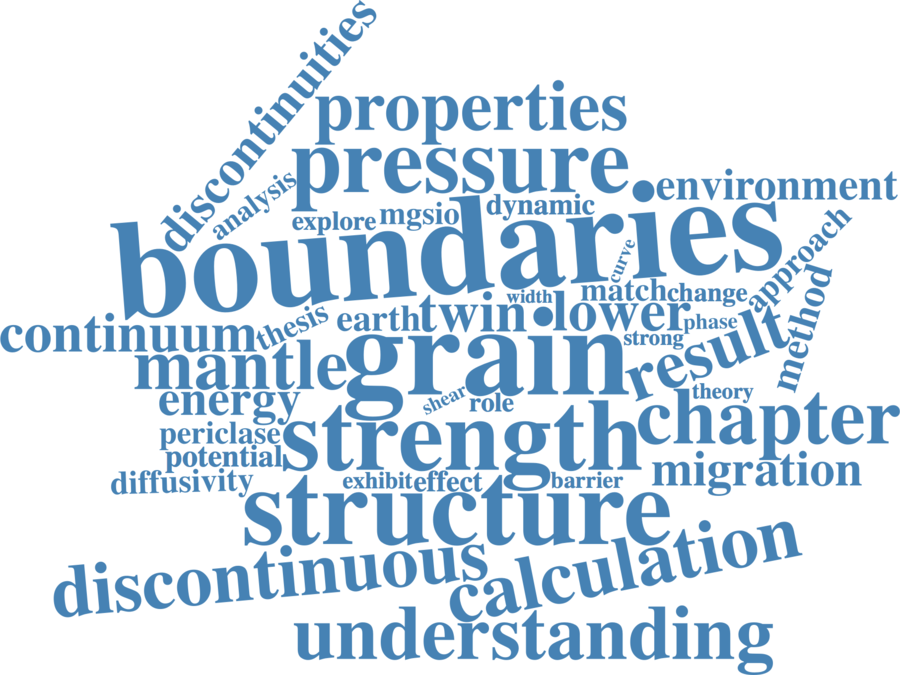 discontinuities
properties
pressure
analysis
environment
explore
mgsio
dynamic
boundaries
approach
curve
width
match
change
continuum
thesis
earth
twin
lower
phase
method
mantle
grain
strong
result
energy
shear
role
theory
periclase
strength
chapter
potential
diffusivity
exhibit
effect
barrier
migration
structure
discontinuous
calculation
understanding